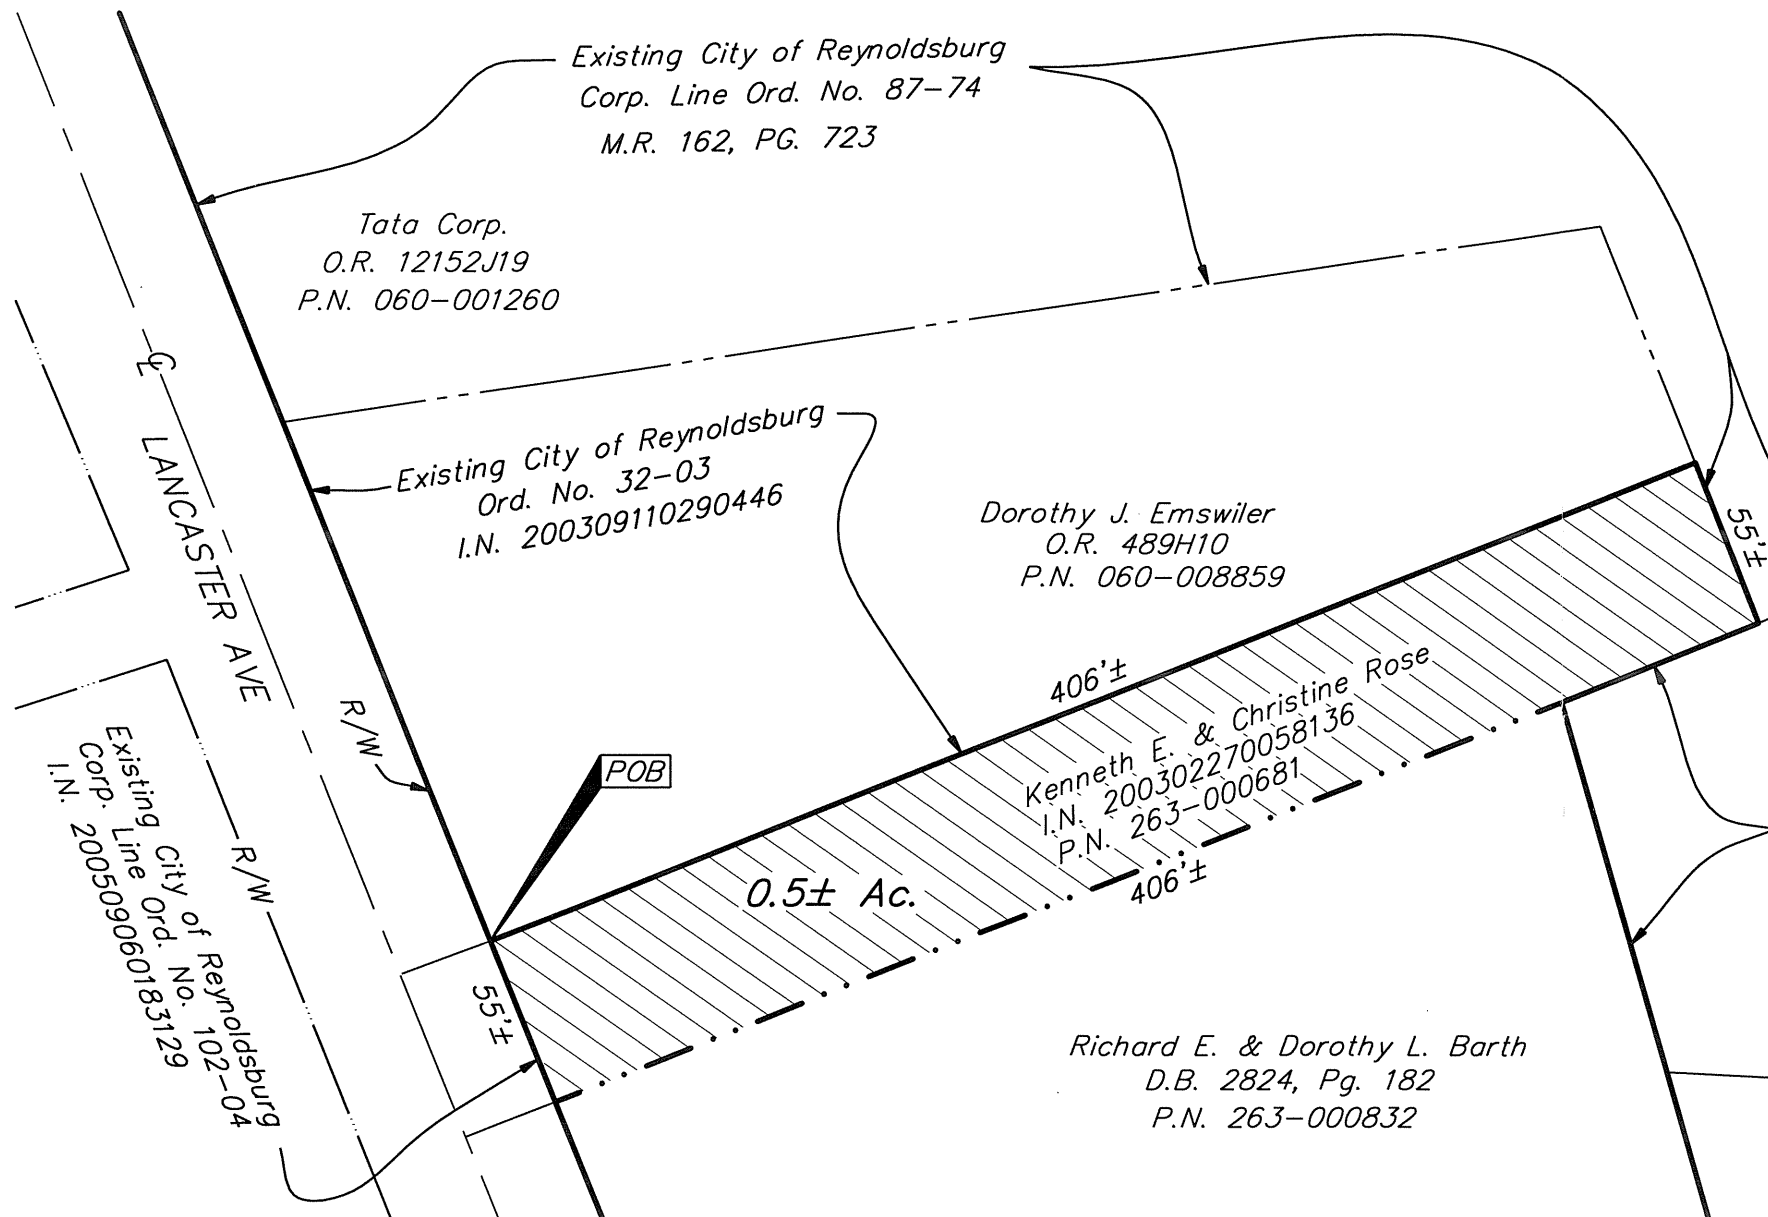 Existing City of Reynoldsburg
Corp. Line Ord. No. 87-74
M.R. 162, PG. 723
Tata Corp.
O.R. 12152J19
P.N. 060-001260
℄
LANCASTER AVE
Existing City of Reynoldsburg
Ord. No. 32-03
I.N. 200309110290446
Dorothy J. Emswiler
O.R. 489H10
P.N. 060-008859
55'±
406'±
Kenneth E. & Christine Rose
I.N. 200302270058136
P.N. 263-000681
406'±
R/W
POB
0.5± Ac.
R/W
Existing City of Reynoldsburg
Corp. Line Ord. No. 102-04
I.N. 200509060183129
55'±
Richard E. & Dorothy L. Barth
D.B. 2824, Pg. 182
P.N. 263-000832